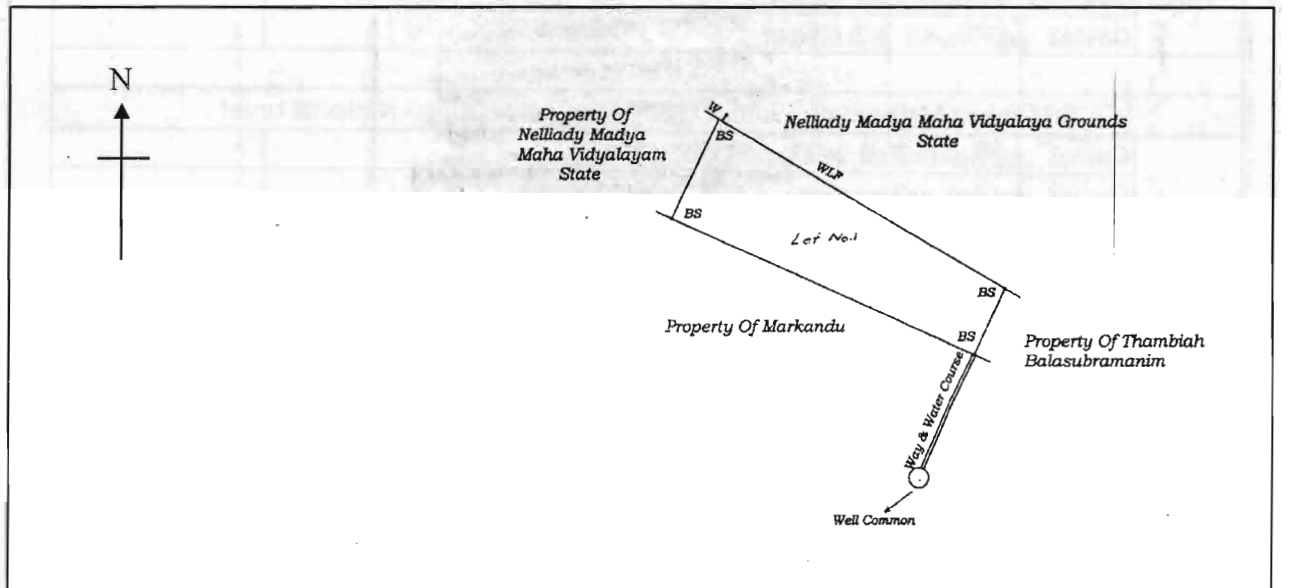 N
Property Of
Nelliady Madya
Maha Vidyalayam
State
Nelliady Madya Maha Vidyalaya Grounds
State
BS
WLF
BS
Lot No.1
BS
BS
Property Of Markandu
Property Of Thambiah
Balasubramanim
Way & Water Course
Well Common